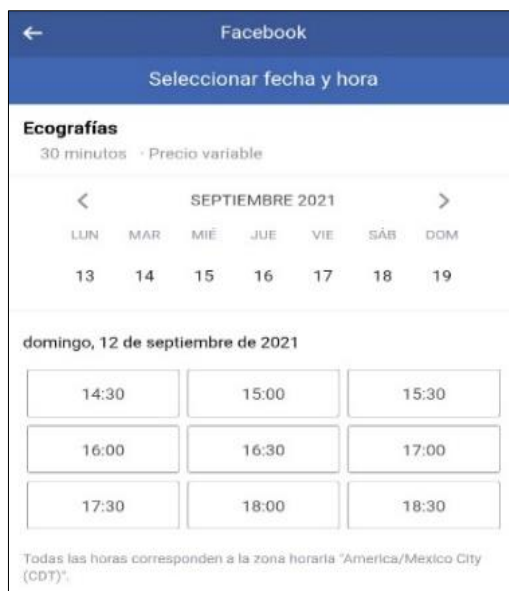 Facebook
Seleccionar fecha y hora
Ecografías
30 minutos · Precio variable
< SEPTIEMBRE 2021 >
LUN MAR MIÉ JUE VIE SÁB DOM
13 14 15 16 17 18 19
domingo, 12 de septiembre de 2021
14:30 15:00 15:30
16:00 16:30 17:00
17:30 18:00 18:30
Todas las horas corresponden a la zona horaria "America/Mexico City
(CDT)".